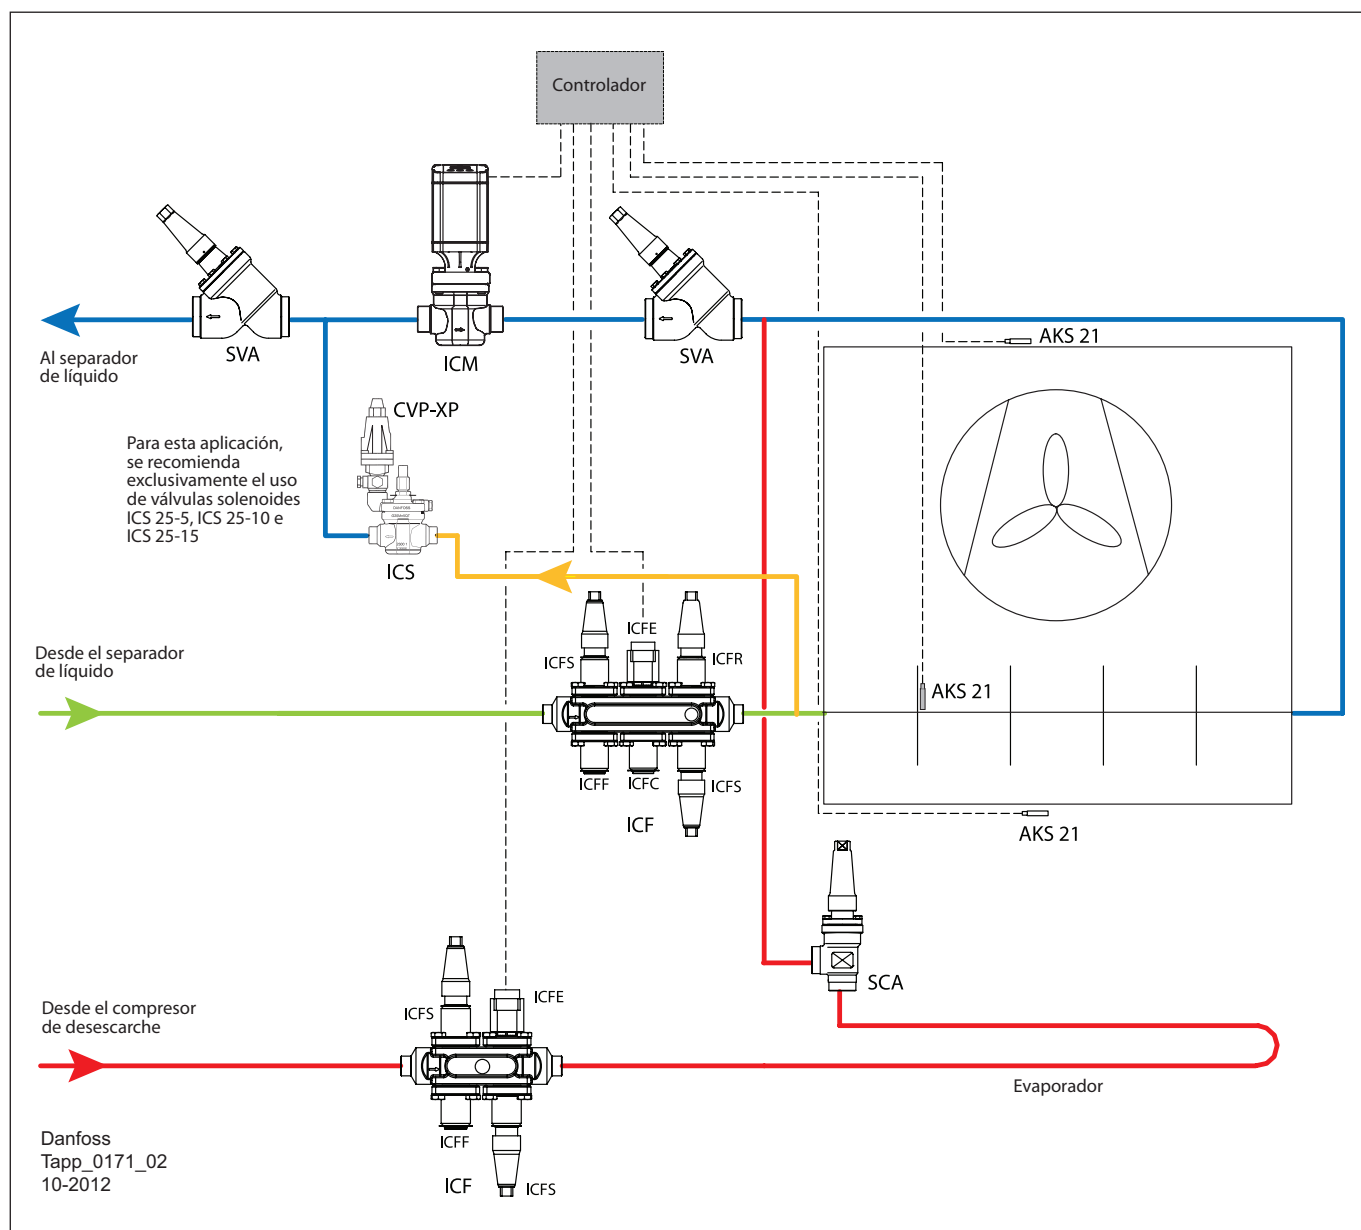 Controlador
AKS 21
SVA
ICM
SVA
Al separador
de líquido
CVP-XP
Para esta aplicación,
se recomienda
exclusivamente el uso
de válvulas solenoides
ICS 25-5, ICS 25-10 e
ICS 25-15
ICS
ICFE
ICFS
ICFR
Desde el separador
de líquido
AKS 21
ICFF
ICFC
ICFS
ICF
AKS 21
SCA
Desde el compresor
de desescarche
ICFS
ICFE
Evaporador
ICFF
ICF
ICFS
Danfoss
Tapp_0171_02
10-2012